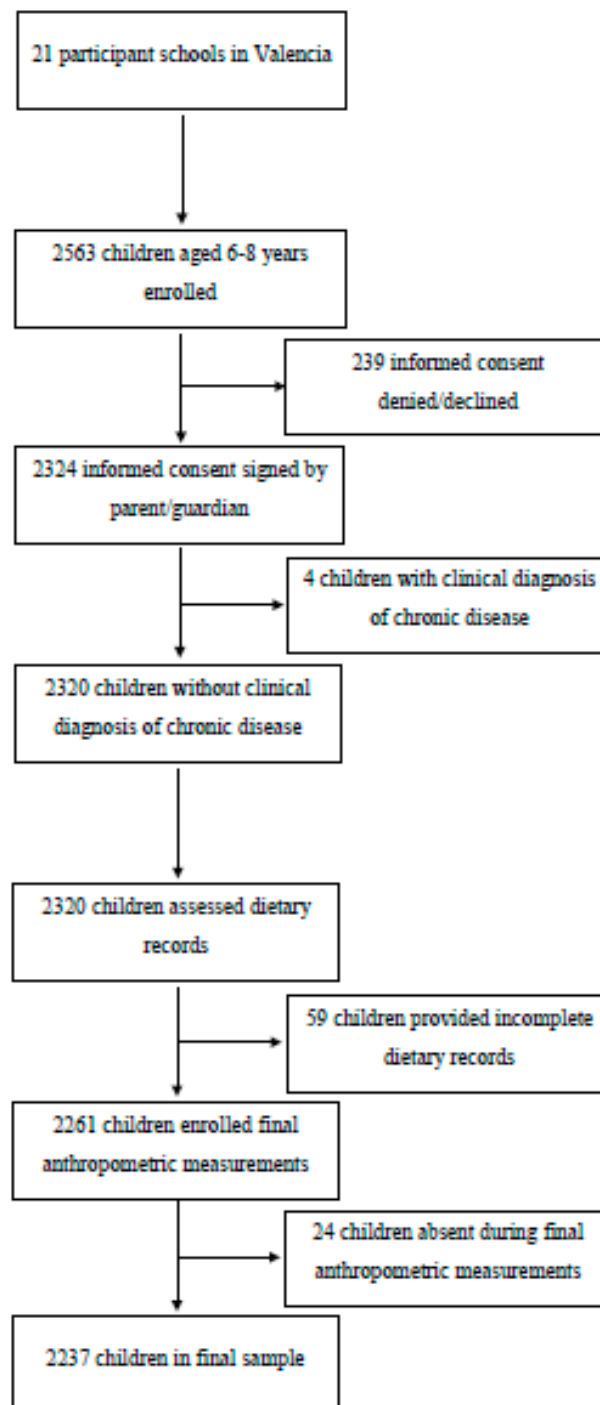 21 participant schools in Valencia
2563 children aged 6-8 years
enrolled
239 informed consent
denied/declined
2324 informed consent signed by
parent/guardian
4 children with clinical diagnosis
of chronic disease
2320 children without clinical
diagnosis of chronic disease
2320 children assessed dietary
records
59 children provided incomplete
dietary records
2261 children enrolled final
anthropometric measurements
24 children absent during final
anthropometric measurements
2237 children in final sample